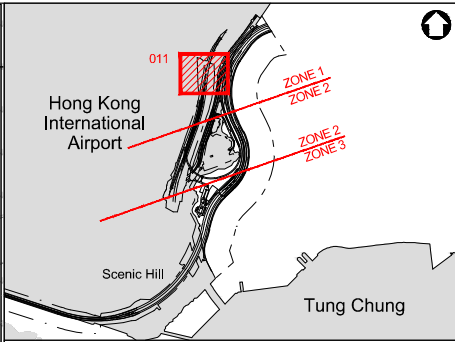 011
ZONE 1
ZONE 2
Hong Kong
International
Airport
ZONE 2
ZONE 3
Scenic Hill
Tung Chung